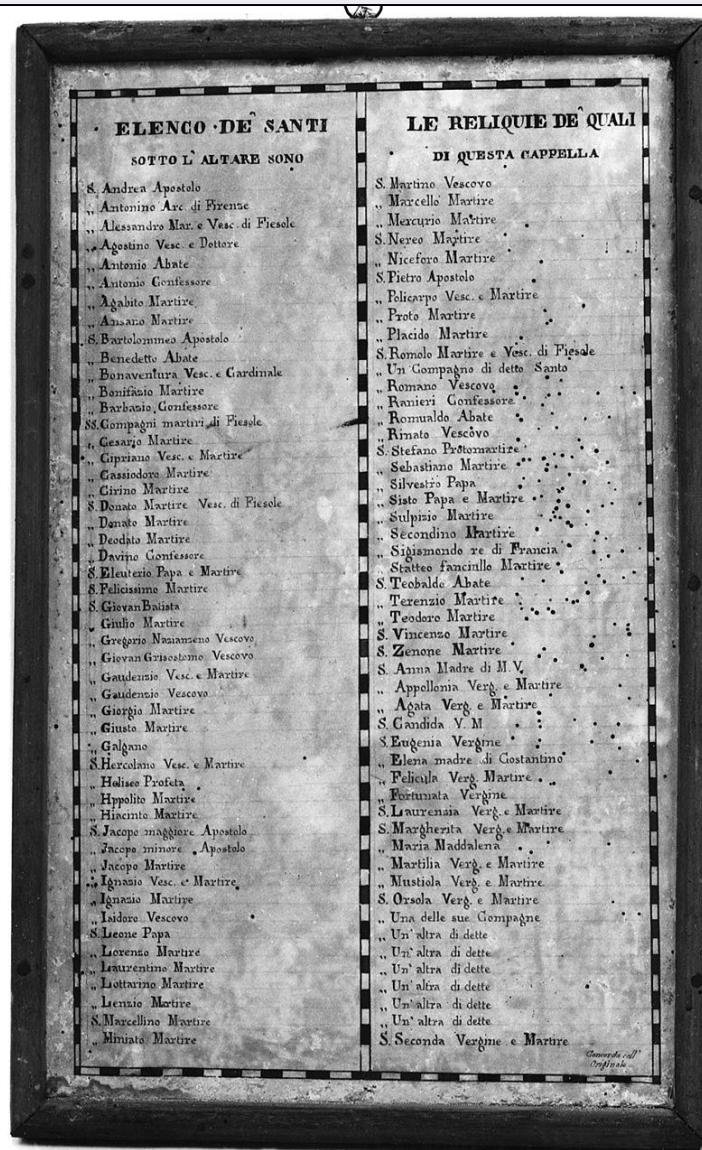 ELENCO DE' SANTI
SOTTO L' ALTARE SONO
S. Andrea Apostolo
„ Antonino Arc. di Firenze
„ Alessandro Mar. e Vesc. di Fiesole
„ Agostino Vesc. e Dottore
„ Antonio Abate
„ Antonio Confessore
„ Agabito Martire
„ Ansano Martire
S. Bartolommeo Apostolo
„ Benedetto Abate
„ Bonaventura Vesc. e Cardinale
„ Bonifazio Martire
„ Barbazio Confessore
SS. Compagni martiri di Fiesole
„ Cesario Martire
„ Cipriano Vesc. e Martire
„ Cassiodoro Martire
„ Cirino Martire
S. Donato Martire Vesc. di Fiesole
„ Donato Martire
„ Deodato Martire
„ Davino Confessore
S. Eleuterio Papa e Martire
S. Felicissimo Martire
S. Giovan Batista
„ Giulio Martire
„ Gregorio Nazianzeno Vescovo
„ Giovan Grisostomo Vescovo
„ Gaudenzio Vesc. e Martire
„ Gaudenzio Vescovo
„ Giorgio Martire
„ Giusto Martire
„ Galgano
S. Hercolano Vesc. e Martire
„ Heliseo Profeta
„ Hppolito Martire
„ Hiacinto Martire
S. Jacopo maggiore Apostolo
„ Jacopo minore Apostolo
„ Jacopo Martire
„ Ignazio Vesc. e Martire
„ Ignazio Martire
„ Isidoro Vescovo
S. Leone Papa
„ Lorenzo Martire
„ Laurentino Martire
„ Lottarino Martire
„ Lenzio Martire
S. Marcellino Martire
„ Miniato Martire
LE RELIQUIE DE' QUALI
DI QUESTA CAPPELLA
S. Martino Vescovo
„ Marcello Martire
„ Mercurio Martire
S. Nereo Martire
„ Niceforo Martire
S. Pietro Apostolo
„ Policarpo Vesc. e Martire
„ Proto Martire
„ Placido Martire
S. Romolo Martire e Vesc. di Fiesole
„ Un Compagno di detto Santo
„ Romano Vescovo
„ Ranieri Confessore
„ Romualdo Abate
„ Rinato Vescovo
S. Stefano Protomartire
„ Sebastiano Martire
„ Silvestro Papa
„ Sisto Papa e Martire
„ Sulpizio Martire
„ Secondino Martire
„ Sigismondo re di Francia
„ Statteo fanciullo Martire
S. Teobaldo Abate
„ Terenzio Martire
„ Teodoro Martire
S. Vincenzo Martire
S. Zenone Martire
S. Anna Madre di M. V.
„ Appollonia Verg. e Martire
„ Agata Verg. e Martire
S. Candida V. M
S. Eugenia Vergine
„ Elena madre di Costantino
„ Felicula Verg. Martire
„ Fortunata Vergine
S. Laurensia Verg. e Martire
S. Margherita Verg. e Martire
„ Maria Maddalena
„ Martilia Verg. e Martire
„ Mustiola Verg. e Martire
S. Orsola Verg. e Martire
„ Una delle sue Compagne
„ Un' altra di dette
„ Un' altra di dette
„ Un' altra di dette
„ Un' altra di dette
„ Un' altra di dette
„ Un' altra di dette
S. Seconda Vergine e Martire
Concorda coll'
Originale